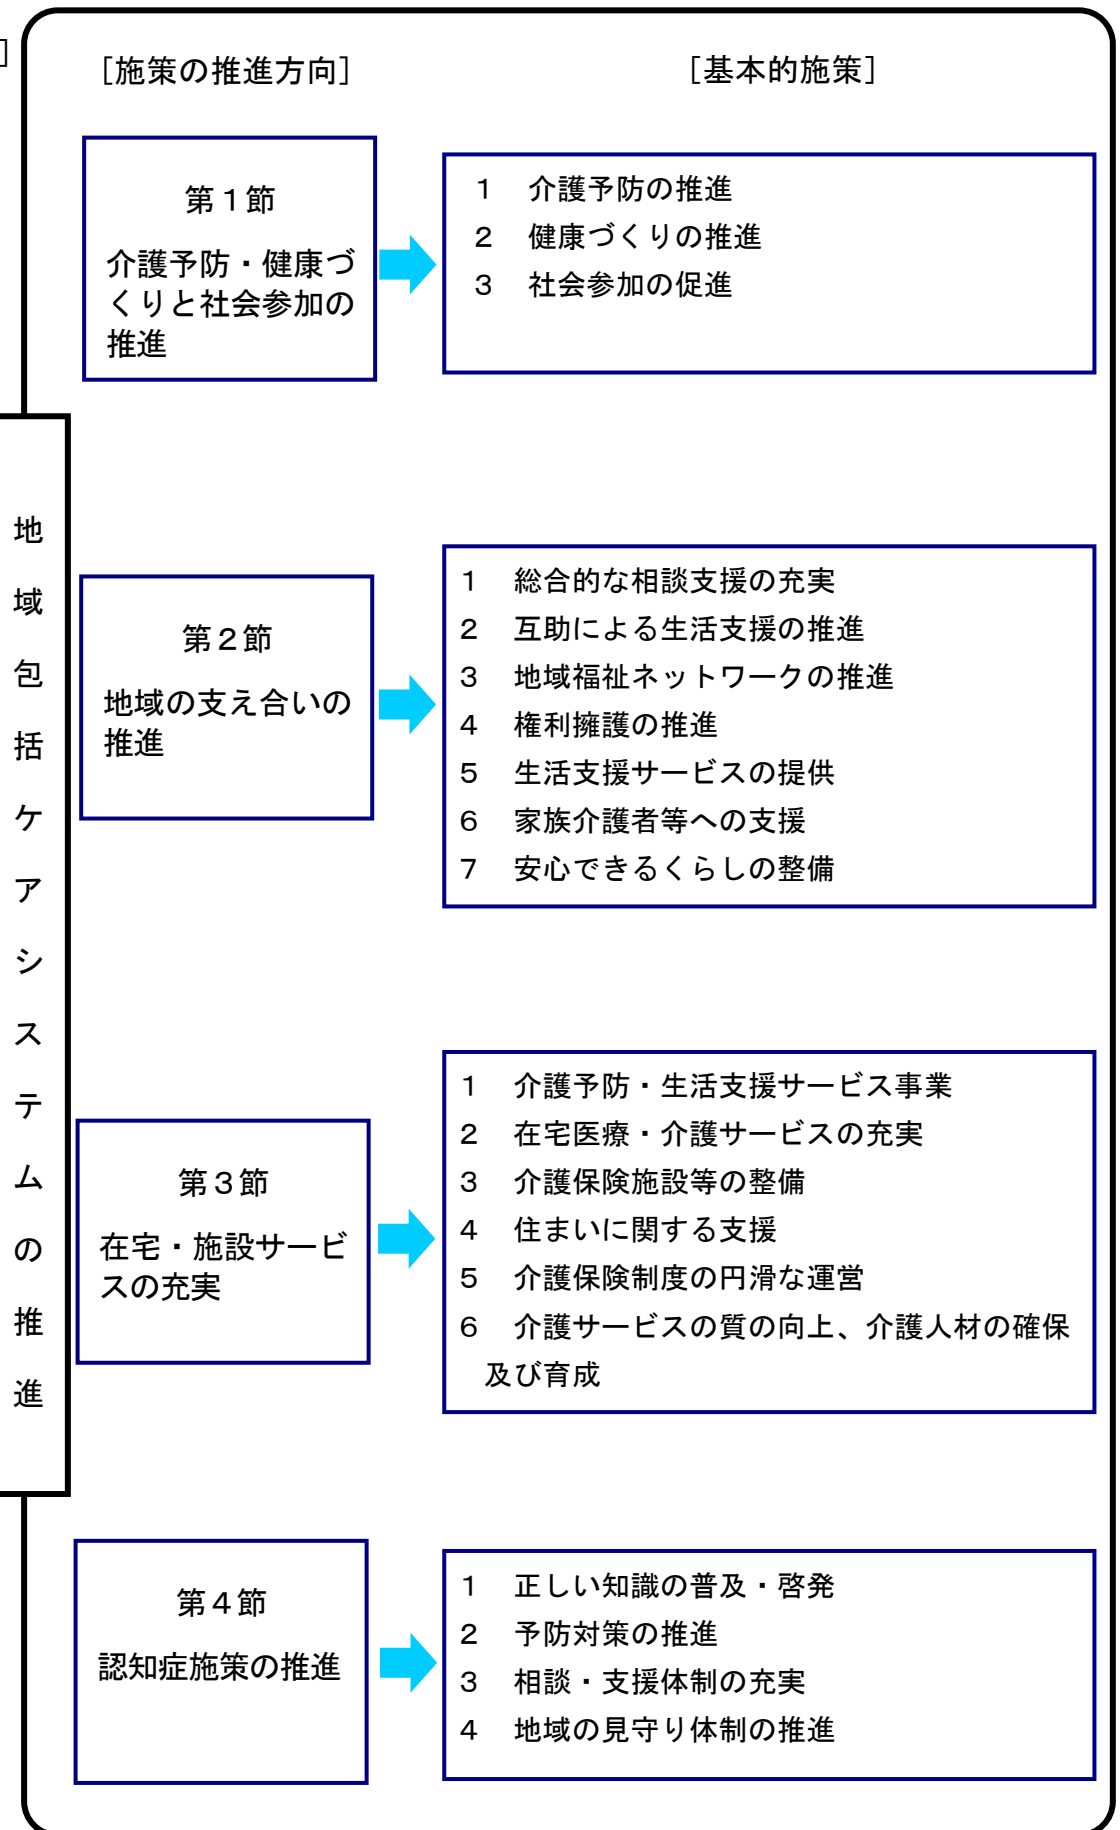 ］
［施策の推進方向］
［基本的施策］
第１節
介護予防・健康づ
くりと社会参加の
推進
１　介護予防の推進
２　健康づくりの推進
３　社会参加の促進
地域包括ケアシステムの推進
第２節
地域の支え合いの
推進
１　総合的な相談支援の充実
２　互助による生活支援の推進
３　地域福祉ネットワークの推進
４　権利擁護の推進
５　生活支援サービスの提供
６　家族介護者等への支援
７　安心できるくらしの整備
第３節
在宅・施設サービ
スの充実
１　介護予防・生活支援サービス事業
２　在宅医療・介護サービスの充実
３　介護保険施設等の整備
４　住まいに関する支援
５　介護保険制度の円滑な運営
６　介護サービスの質の向上、介護人材の確保
及び育成
第４節
認知症施策の推進
１　正しい知識の普及・啓発
２　予防対策の推進
３　相談・支援体制の充実
４　地域の見守り体制の推進